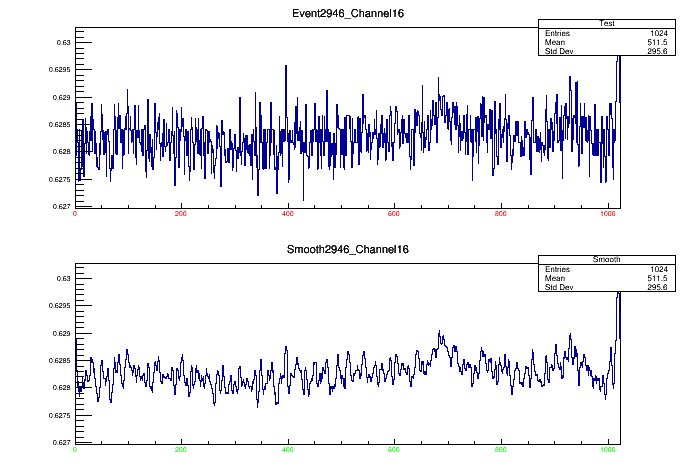 Event2946_Channel16
Test
Entries 1024
Mean 511.5
Std Dev 295.6
0.63
0.6295
0.629
0.6285
0.628
0.6275
0.627
0 200 400 600 800 1000
Smooth2946_Channel16
Smooth
Entries 1024
Mean 511.5
Std Dev 295.6
0.63
0.6295
0.629
0.6285
0.628
0.6275
0.627
0 200 400 600 800 1000